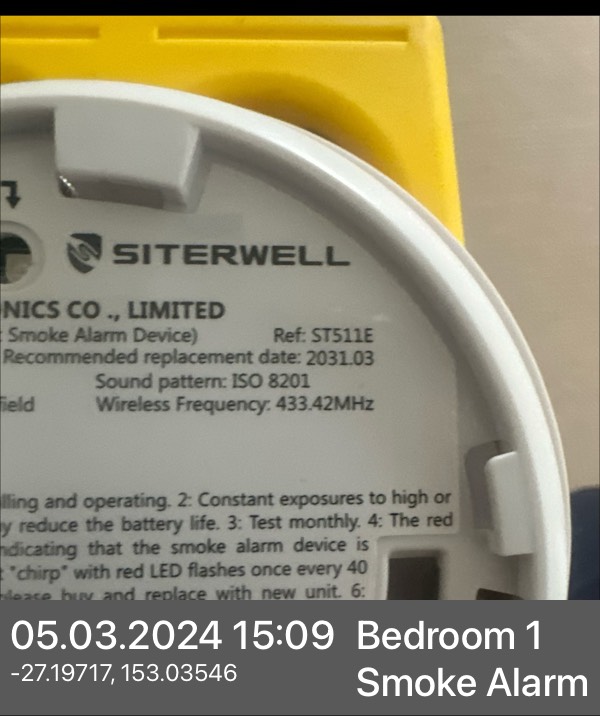 SITERWELL
NICS CO ., LIMITED
Smoke Alarm Device) Ref: ST511E
Recommended replacement date: 2031.03
Sound pattern: ISO 8201
field Wireless Frequency: 433.42MHz
lling and operating. 2: Constant exposures to high or
y reduce the battery life. 3: Test monthly. 4: The red
ndicating that the smoke alarm device is
"chirp" with red LED flashes once every 40
please buy and replace with new unit. 6:
05.03.2024 15:09 Bedroom 1
-27.19717, 153.03546
Smoke Alarm